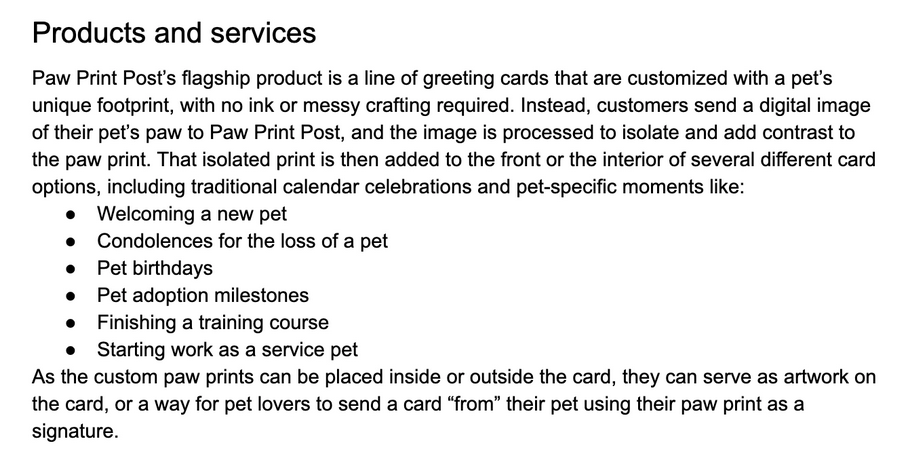 Products and services
Paw Print Post’s flagship product is a line of greeting cards that are customized with a pet’s
unique footprint, with no ink or messy crafting required. Instead, customers send a digital image
of their pet’s paw to Paw Print Post, and the image is processed to isolate and add contrast to
the paw print. That isolated print is then added to the front or the interior of several different card
options, including traditional calendar celebrations and pet-specific moments like:
● Welcoming a new pet
● Condolences for the loss of a pet
● Pet birthdays
● Pet adoption milestones
● Finishing a training course
● Starting work as a service pet
As the custom paw prints can be placed inside or outside the card, they can serve as artwork on
the card, or a way for pet lovers to send a card “from” their pet using their paw print as a
signature.